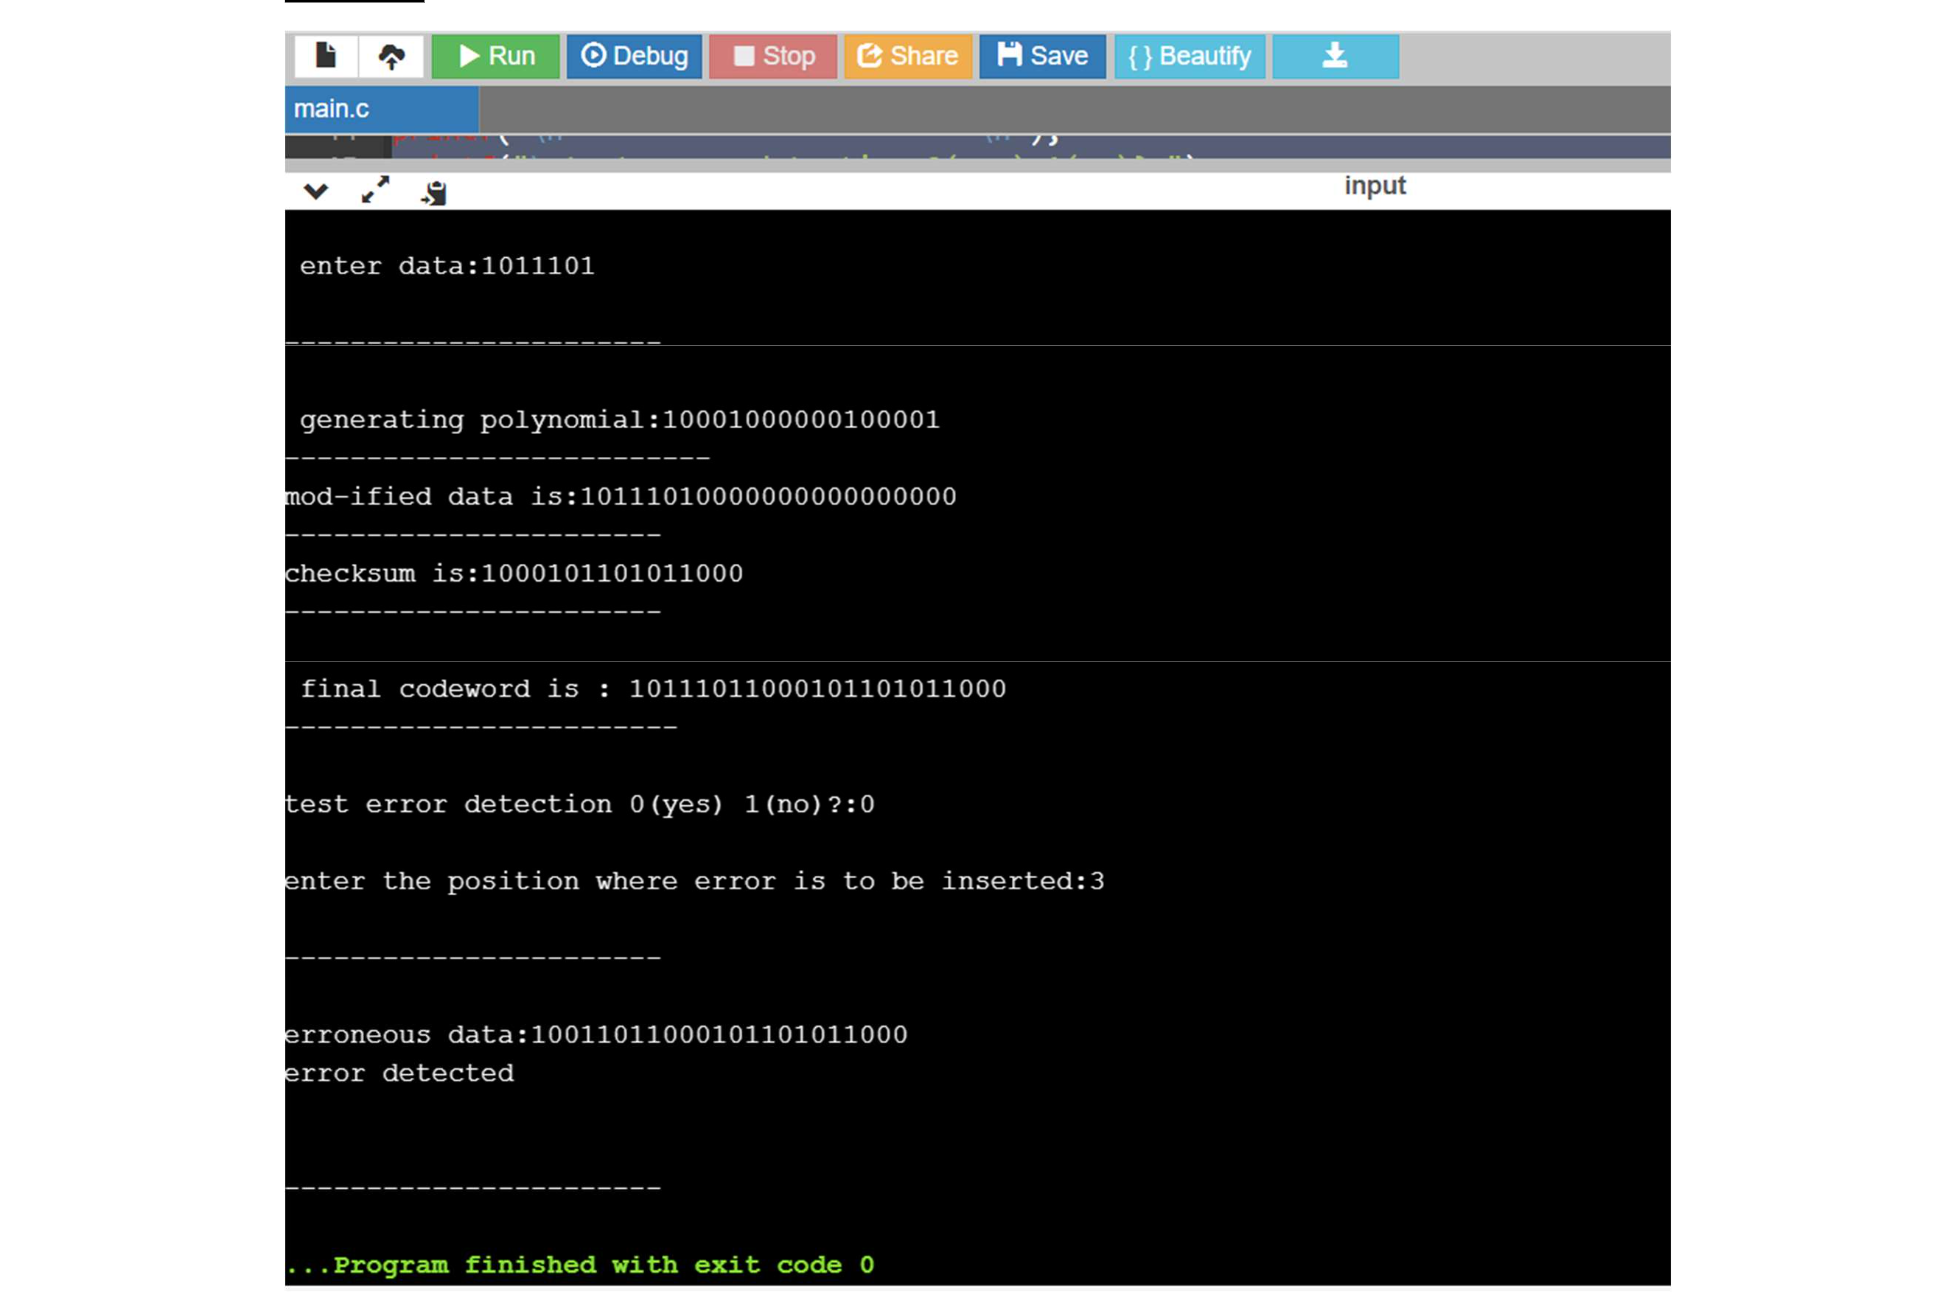 Run Debug Stop Share Save { } Beautify
main.c
input
enter data:1011101
-----------------------
generating polynomial:10001000000100001
--------------------------
mod-ified data is:10111010000000000000000
-----------------------
checksum is:1000101101011000
-----------------------
final codeword is : 10111011000101101011000
------------------------
test error detection 0(yes) 1(no)?:0
enter the position where error is to be inserted:3
-----------------------
erroneous data:10011011000101101011000
error detected
-----------------------
...Program finished with exit code 0